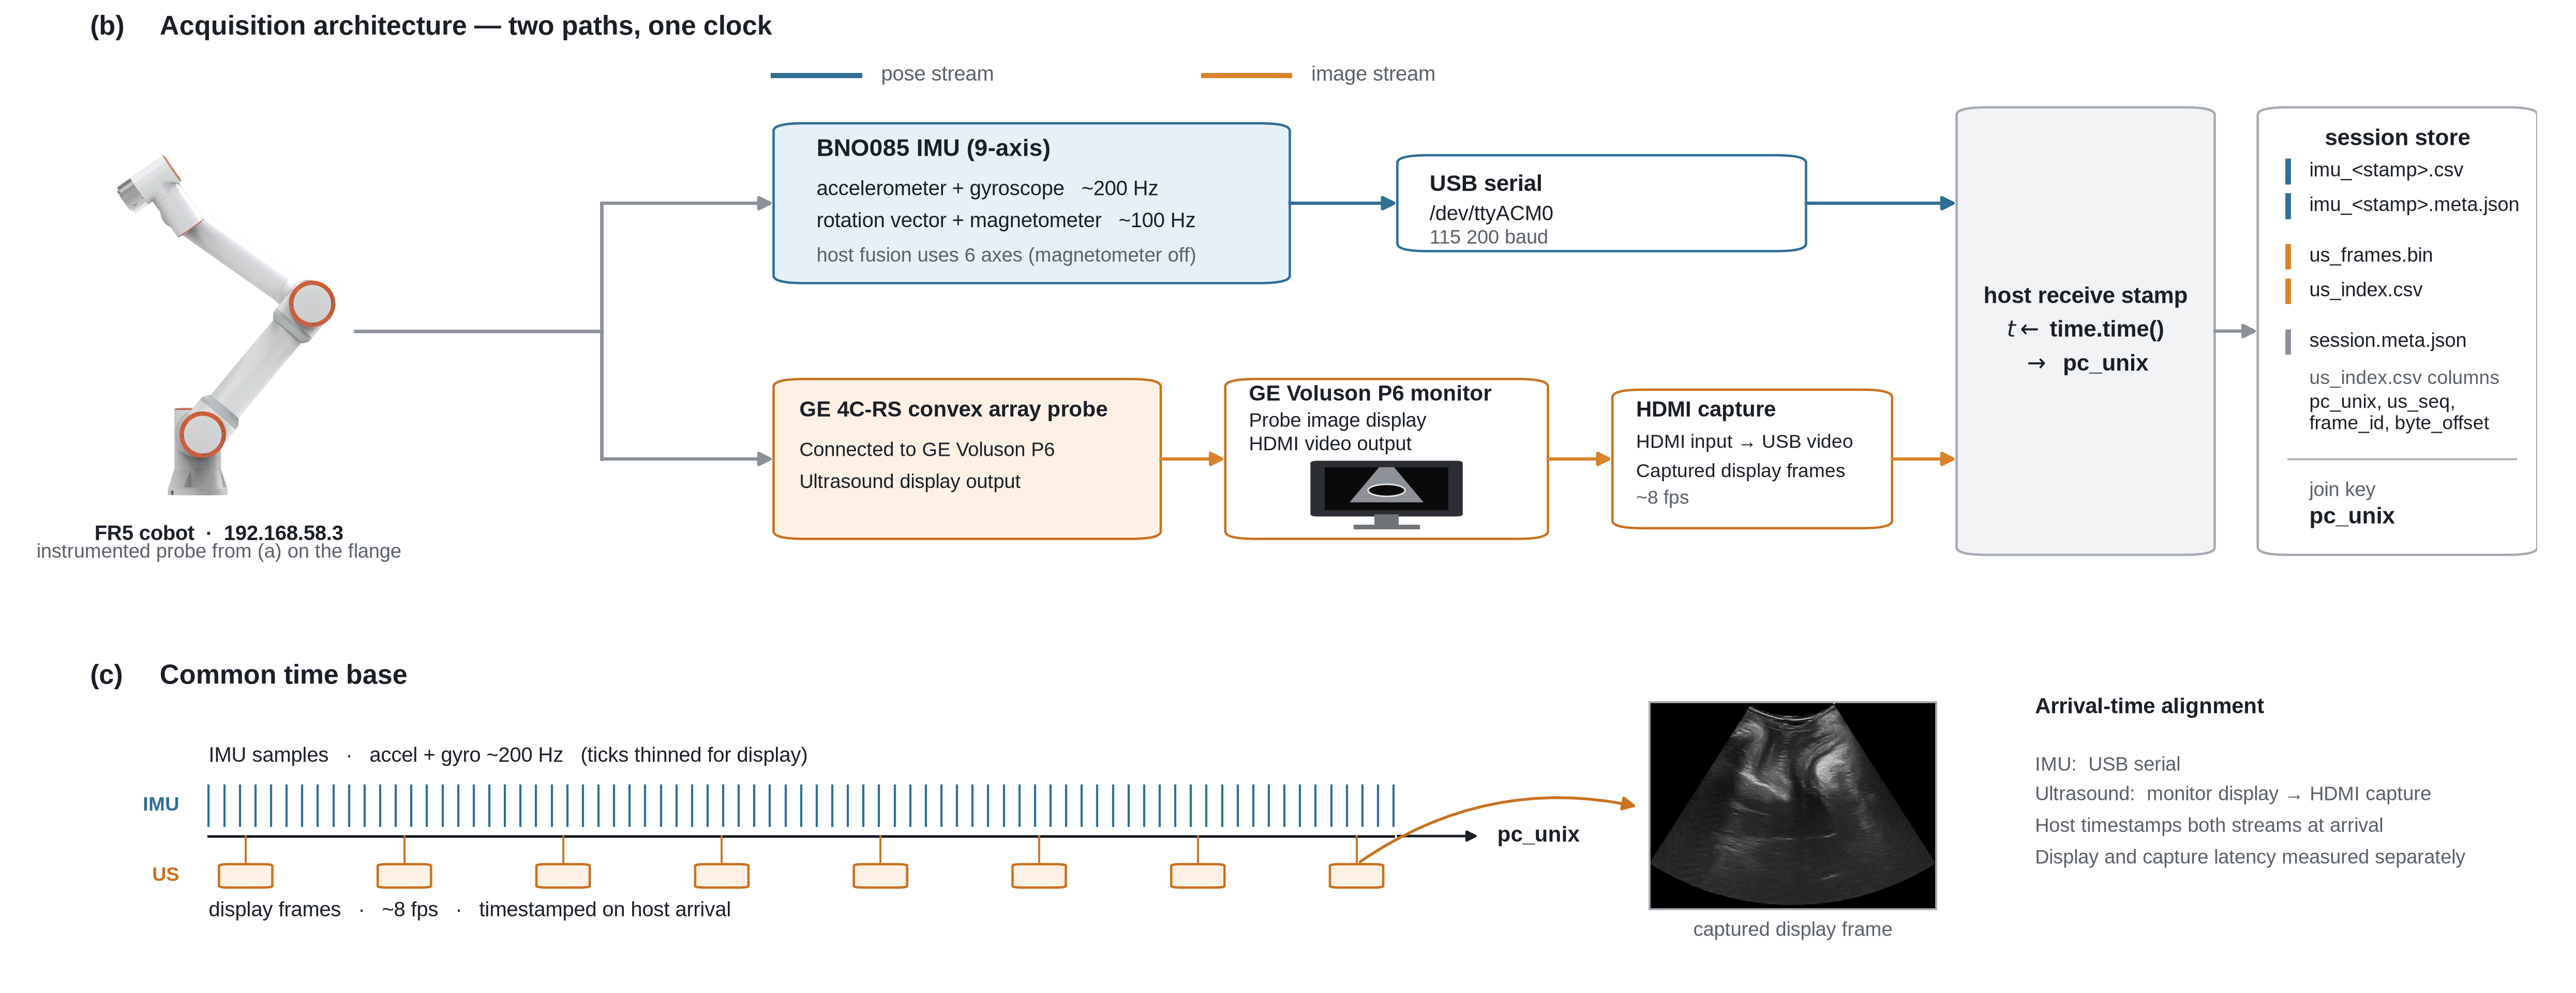 (b) Acquisition architecture — two paths, one clock
pose stream
image stream
BNO085 IMU (9-axis)
accelerometer + gyroscope ~200 Hz
rotation vector + magnetometer ~100 Hz
host fusion uses 6 axes (magnetometer off)
USB serial
/dev/ttyACM0
115 200 baud
FR5 cobot · 192.168.58.3
instrumented probe from (a) on the flange
GE 4C-RS convex array probe
Connected to GE Voluson P6
Ultrasound display output
GE Voluson P6 monitor
Probe image display
HDMI video output
HDMI capture
HDMI input → USB video
Captured display frames
~8 fps
host receive stamp
t ← time.time()
→ pc_unix
session store
imu_<stamp>.csv
imu_<stamp>.meta.json
us_frames.bin
us_index.csv
session.meta.json
us_index.csv columns
pc_unix, us_seq,
frame_id, byte_offset
join key
pc_unix
(c) Common time base
IMU samples · accel + gyro ~200 Hz (ticks thinned for display)
IMU
pc_unix
US
display frames · ~8 fps · timestamped on host arrival
captured display frame
Arrival-time alignment
IMU: USB serial
Ultrasound: monitor display → HDMI capture
Host timestamps both streams at arrival
Display and capture latency measured separately